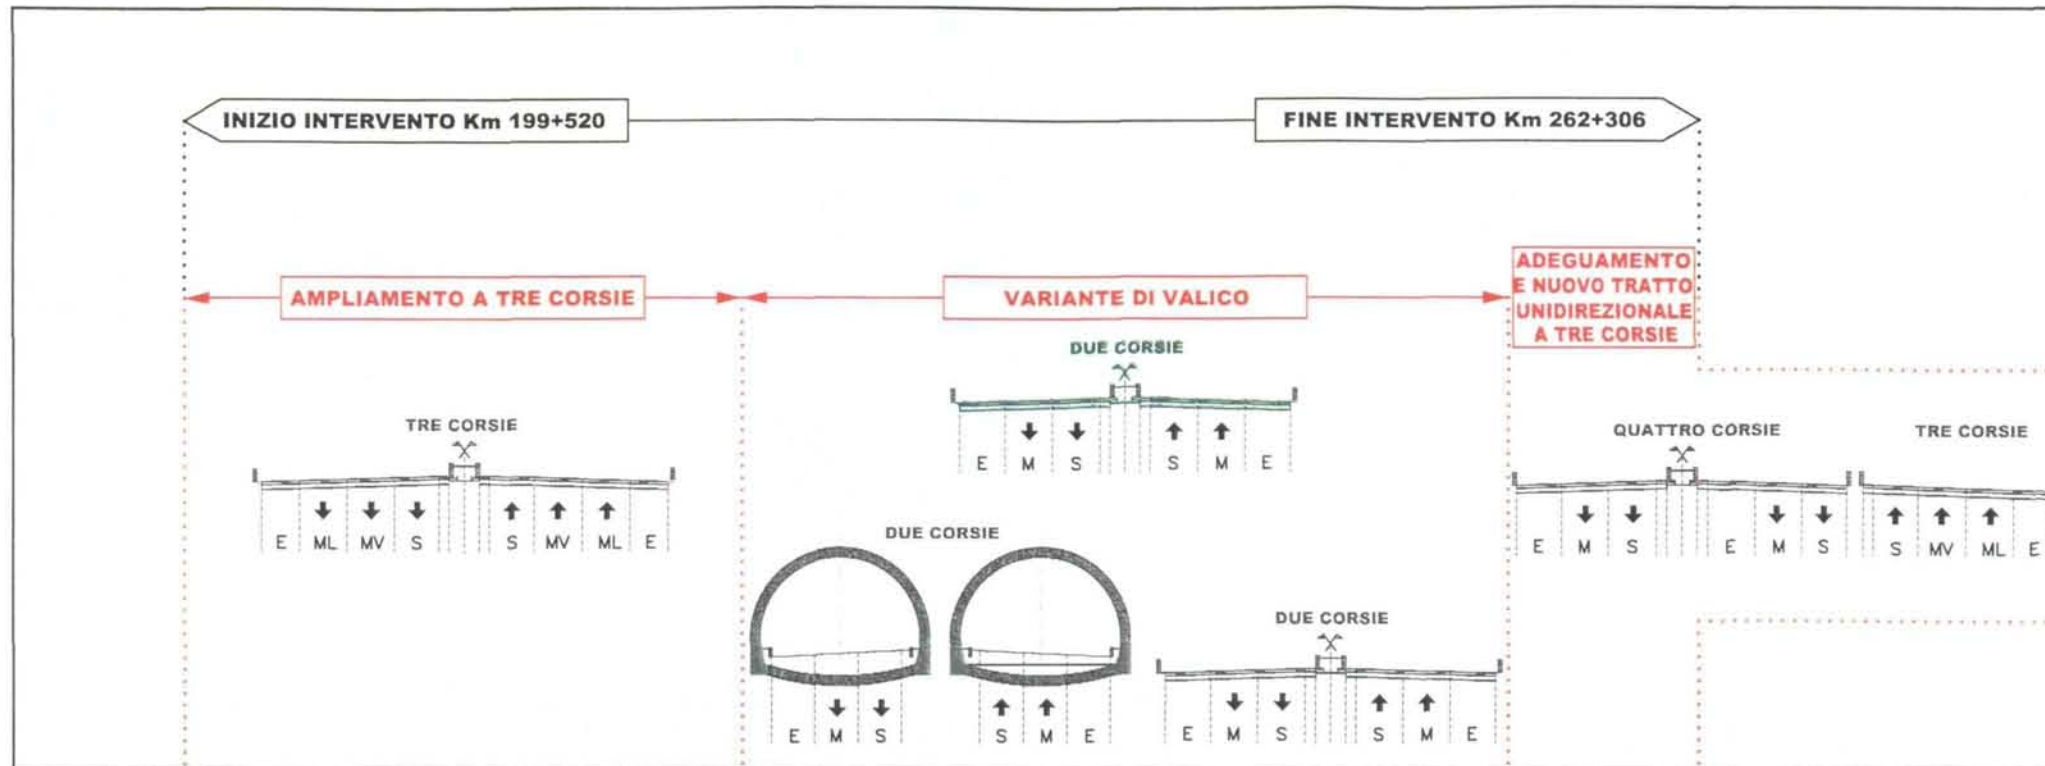 INIZIO INTERVENTO Km 199+520
FINE INTERVENTO Km 262+306
AMPLIAMENTO A TRE CORSIE
VARIANTE DI VALICO
ADEGUAMENTO
E NUOVO TRATTO
UNIDIREZIONALE
A TRE CORSIE
DUE CORSIE
E M S S M E
TRE CORSIE
E ML MV S S MV ML E
QUATTRO CORSIE
E M S E M S
TRE CORSIE
S MV ML E
DUE CORSIE
E M S S M E
DUE CORSIE
E M S S M E